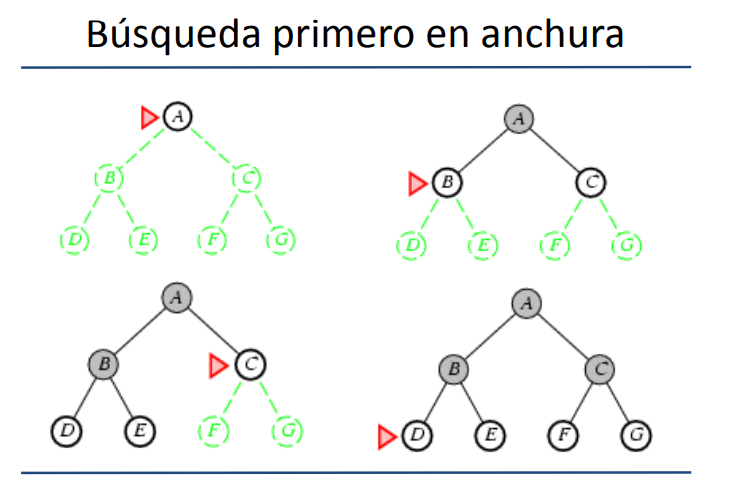 Búsqueda primero en anchura
A
B C
D E F G
A
B C
D E F G
A
B C
D E F G
A
B C
D E F G